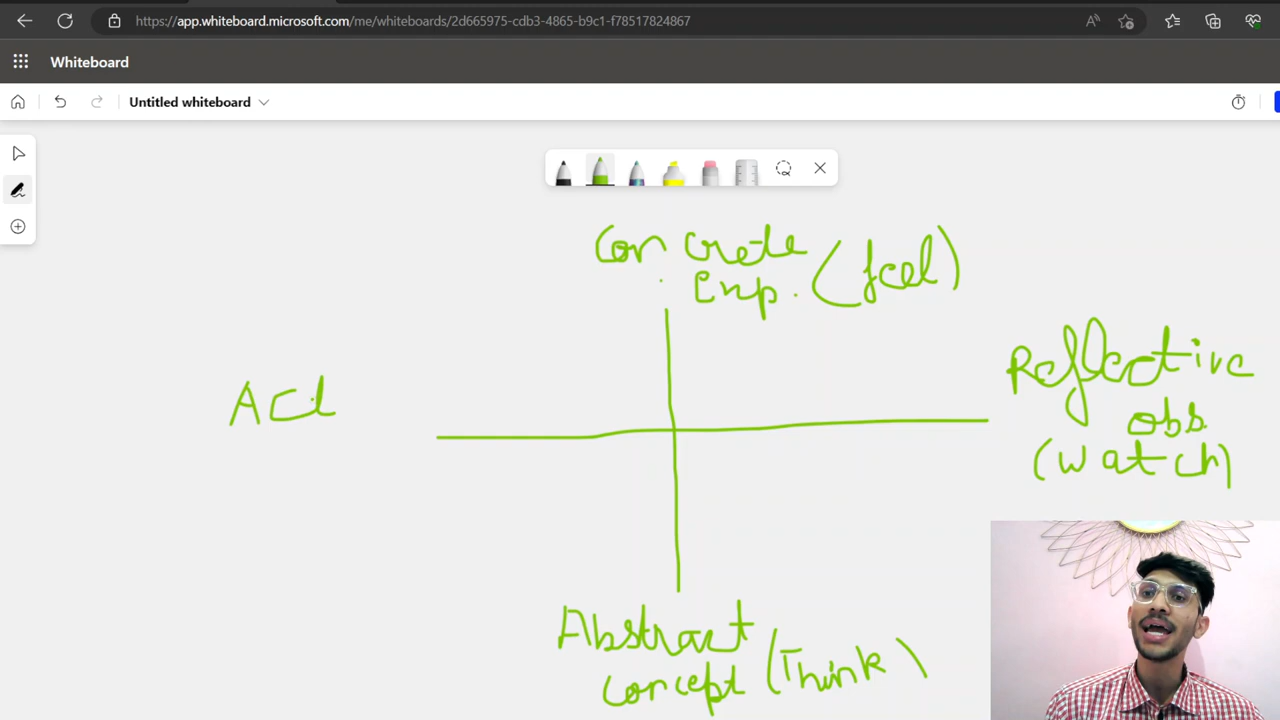 https://app.whiteboard.microsoft.com/me/whiteboards/2d665975-cdb3-4865-b9c1-f78517824867
Whiteboard
Untitled whiteboard
Concrete
Exp. (feel)
Reflective
obs.
(Watch)
Act
Abstract
concept (Think)